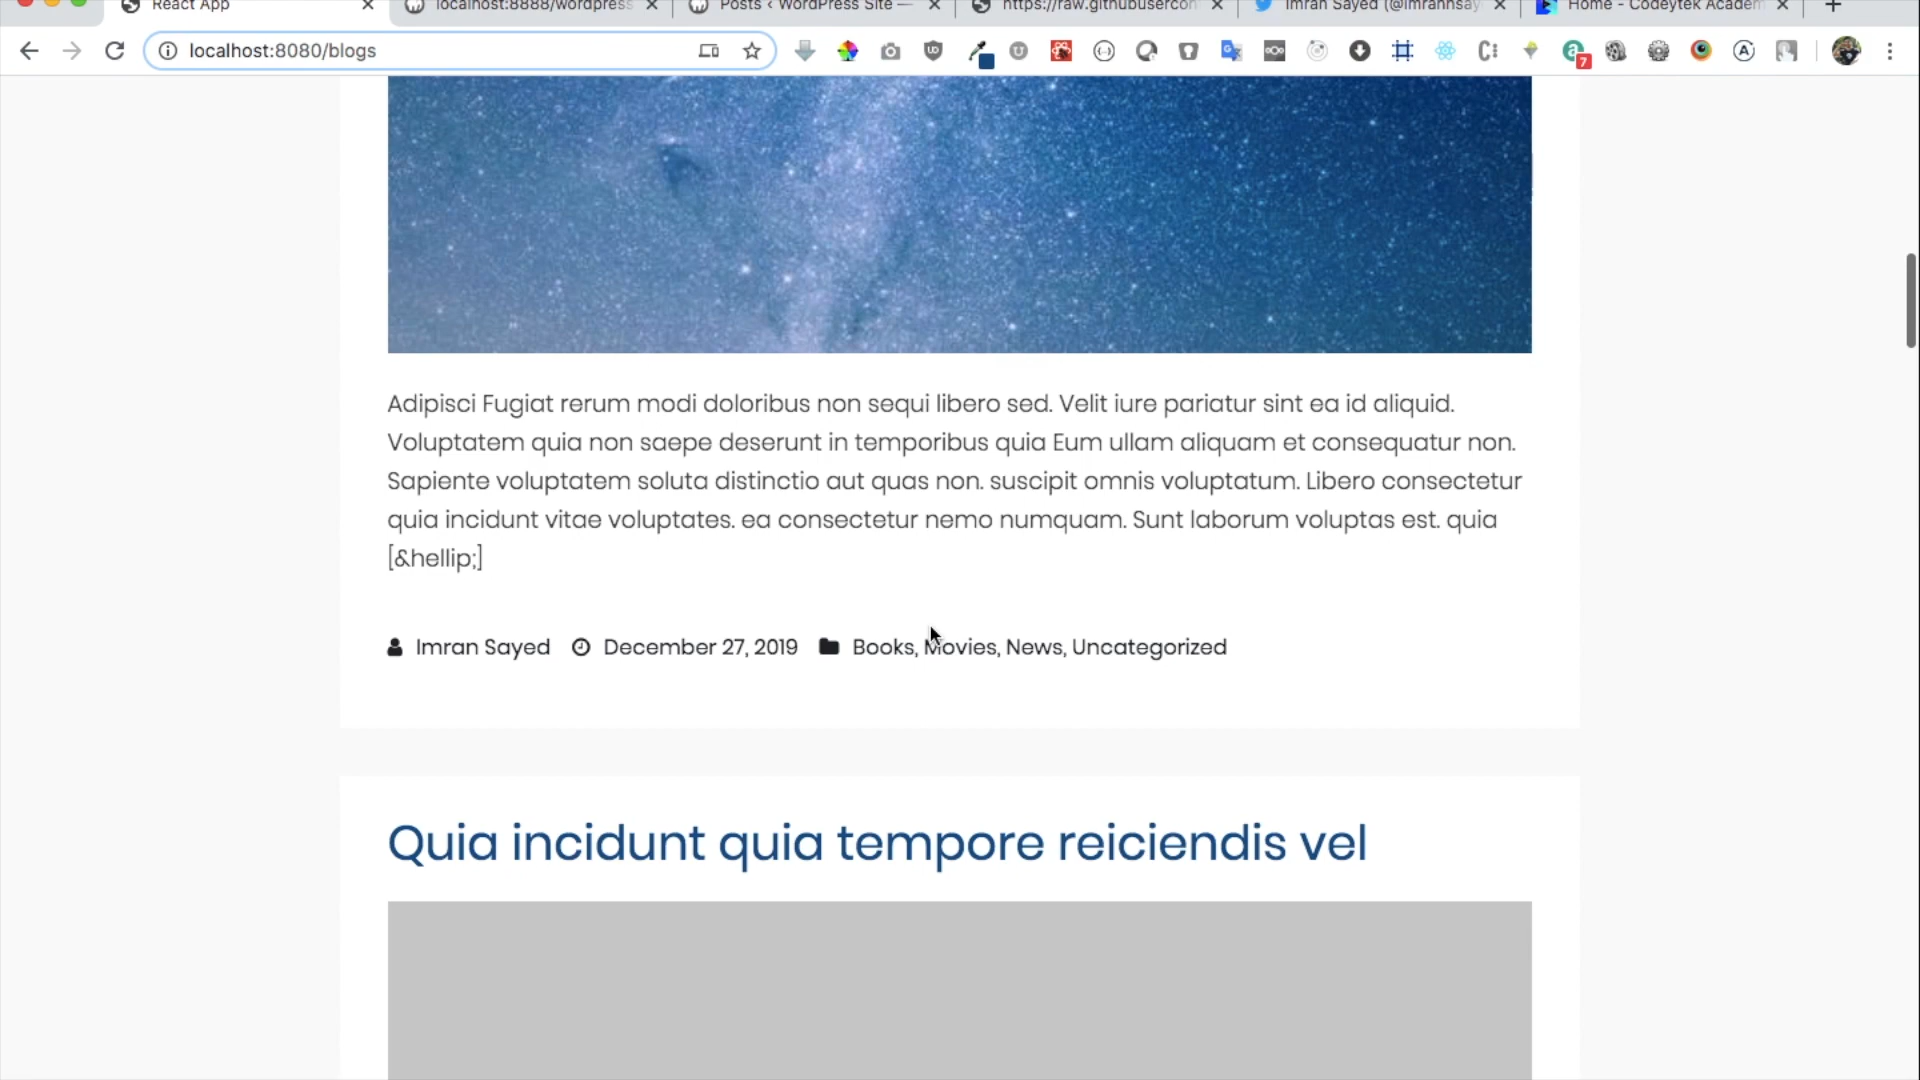 React App
localhost:8888/wordpress
Posts ‹ WordPress Site —
https://raw.githubusercon
Imran Sayed (@imranhsay
Home - Codeytek Academ
localhost:8080/blogs
7
Adipisci Fugiat rerum modi doloribus non sequi libero sed. Velit iure pariatur sint ea id aliquid.
Voluptatem quia non saepe deserunt in temporibus quia Eum ullam aliquam et consequatur non.
Sapiente voluptatem soluta distinctio aut quas non. suscipit omnis voluptatum. Libero consectetur
quia incidunt vitae voluptates. ea consectetur nemo numquam. Sunt laborum voluptas est. quia
[&hellip;]
Imran Sayed December 27, 2019 Books, Movies, News, Uncategorized
Quia incidunt quia tempore reiciendis vel